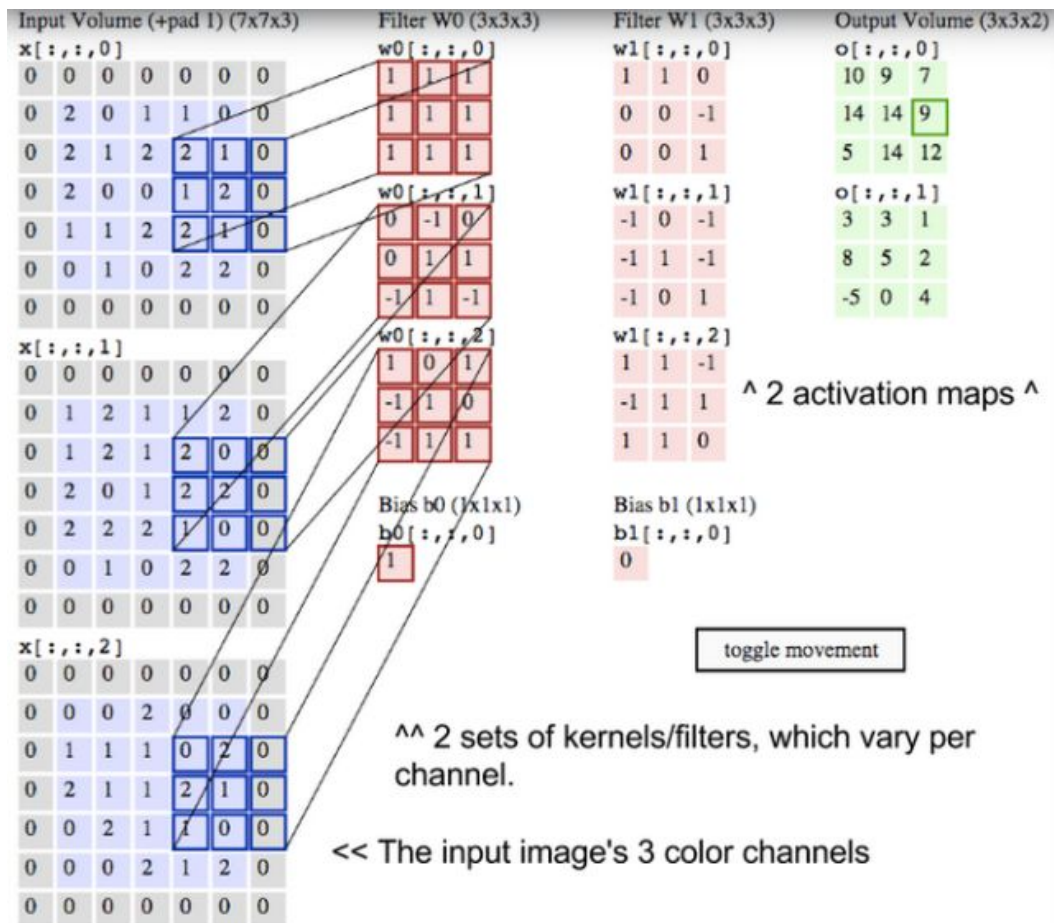 Input Volume (+pad 1) (7x7x3)
x[:,:,0]
0 0 0 0 0 0 0
0 2 0 1 1 0 0
0 2 1 2 2 1 0
0 2 0 0 1 2 0
0 1 1 2 2 1 0
0 0 1 0 2 2 0
0 0 0 0 0 0 0
x[:,:,1]
0 0 0 0 0 0 0
0 1 2 1 1 2 0
0 1 2 1 2 0 0
0 2 0 1 2 2 0
0 2 2 2 1 0 0
0 0 1 0 2 2 0
0 0 0 0 0 0 0
x[:,:,2]
0 0 0 0 0 0 0
0 0 0 2 0 0 0
0 1 1 1 0 2 0
0 2 1 1 2 1 0
0 0 2 1 1 0 0
0 0 0 2 1 2 0
0 0 0 0 0 0 0
Filter W0 (3x3x3)
w0[:,:,0]
1 1 1
1 1 1
1 1 1
w0[:,:,1]
0 -1 0
0 1 1
-1 1 -1
w0[:,:,2]
1 0 1
-1 1 0
-1 1 1
Bias b0 (1x1x1)
b0[:,:,0]
1
Filter W1 (3x3x3)
w1[:,:,0]
1 1 0
0 0 -1
0 0 1
w1[:,:,1]
-1 0 -1
-1 1 -1
-1 0 1
w1[:,:,2]
1 1 -1
-1 1 1
1 1 0
Bias b1 (1x1x1)
b1[:,:,0]
0
Output Volume (3x3x2)
o[:,:,0]
10 9 7
14 14 9
5 14 12
o[:,:,1]
3 3 1
8 5 2
-5 0 4
^ 2 activation maps ^
toggle movement
^^ 2 sets of kernels/filters, which vary per
channel.
<< The input image's 3 color channels